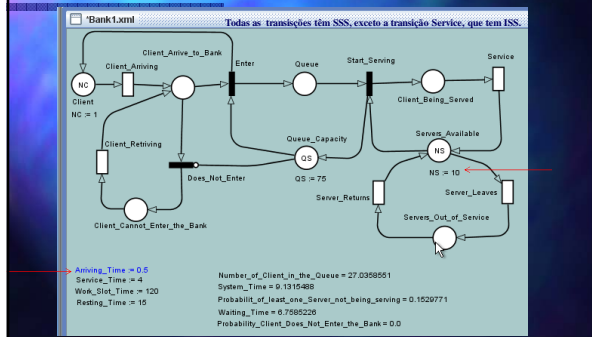 *Bank1.xml
Todas as transisções têm SSS, exceto a transição Service, que tem ISS.
Client_Arrive_to_Bank
Client_Arriving
Enter
Queue
Start_Serving
Service
NC
Client
NC := 1
Client_Being_Served
Client_Retriving
Queue_Capacity
QS
QS := 75
Servers_Available
NS
NS := 10
Does_Not_Enter
Server_Returns
Server_Leaves
Client_Cannot_Enter_the_Bank
Servers_Out_of_Service
Arriving_Time := 0.5
Service_Time := 4
Work_Slot_Time := 120
Resting_Time := 15
Number_of_Client_in_the_Queue = 27.0358551
System_Time = 9.1315488
Probabilit_of_least_one_Server_not_being_serving = 0.1529771
Waiting_Time = 6.7585226
Probability_Client_Does_Not_Enter_the_Bank = 0.0